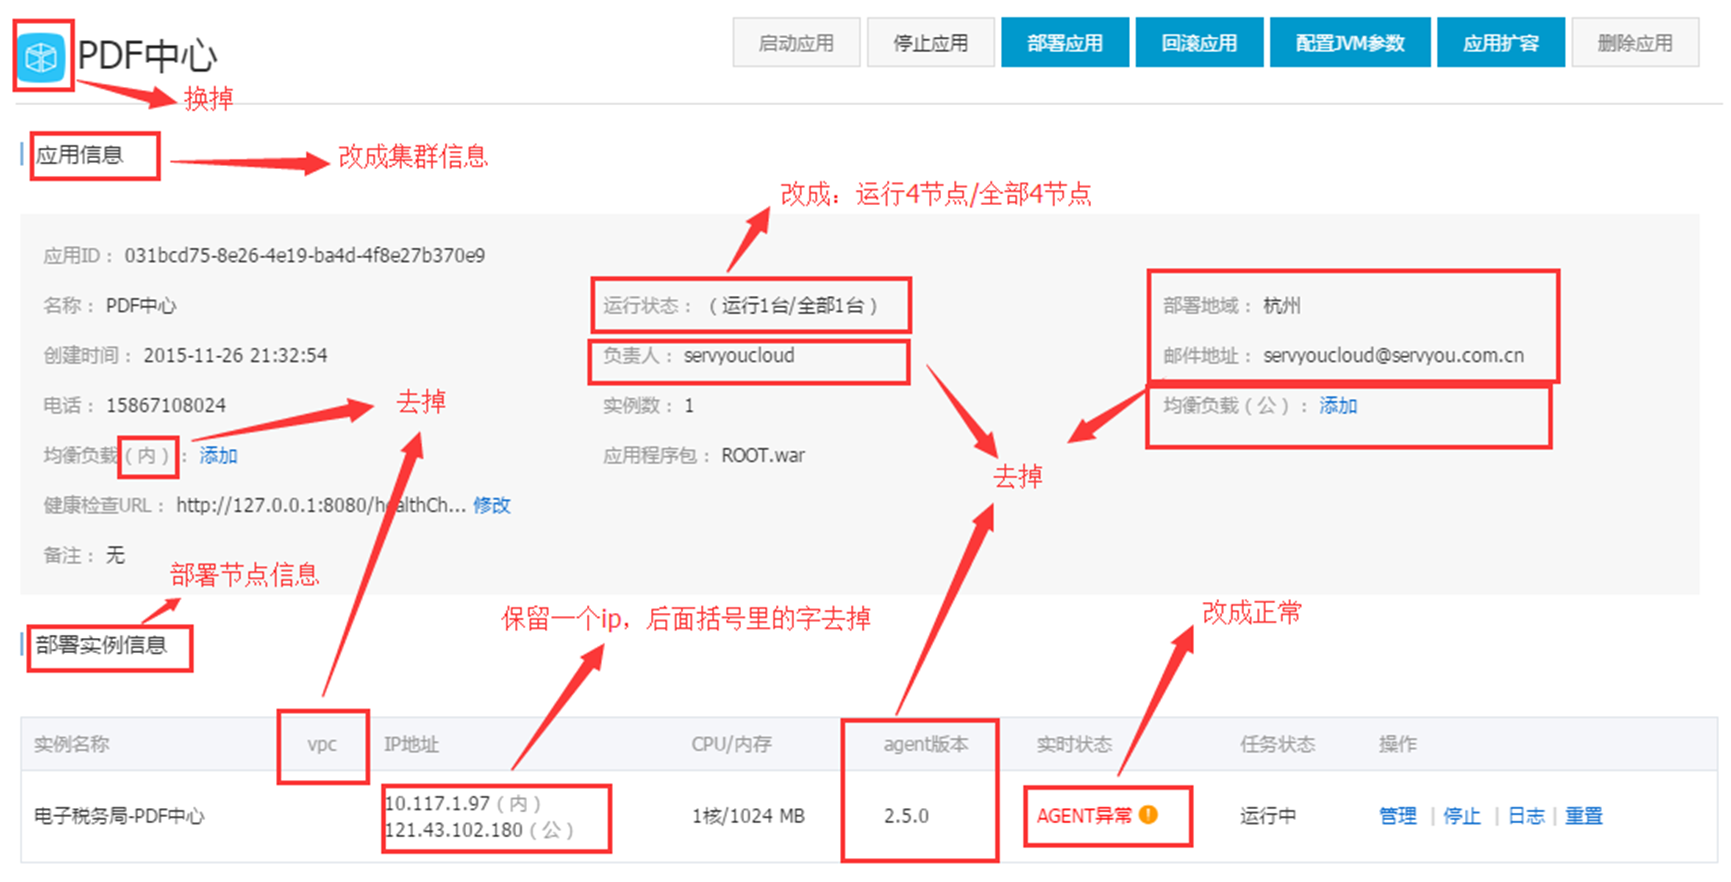 PDF中心
启动应用
停止应用
部署应用
回滚应用
配置JVM参数
应用扩容
删除应用
换掉
应用信息
改成集群信息
改成：运行4节点/全部4节点
应用ID： 031bcd75-8e26-4e19-ba4d-4f8e27b370e9
名称： PDF中心
运行状态： （运行1台/全部1台）
部署地域： 杭州
创建时间： 2015-11-26 21:32:54
负责人： servyoucloud
邮件地址： servyoucloud@servyou.com.cn
电话： 15867108024
去掉
实例数： 1
均衡负载（公）： 添加
均衡负载（内）： 添加
应用程序包： ROOT.war
去掉
健康检查URL： http://127.0.0.1:8080/healthCh... 修改
备注： 无
部署节点信息
保留一个ip，后面括号里的字去掉
改成正常
部署实例信息
实例名称 vpc IP地址 CPU/内存 agent版本 实时状态 任务状态 操作
10.117.1.97（内）
电子税务局-PDF中心 1核/1024 MB 2.5.0 AGENT异常 运行中 管理 | 停止 | 日志 | 重置
121.43.102.180（公）